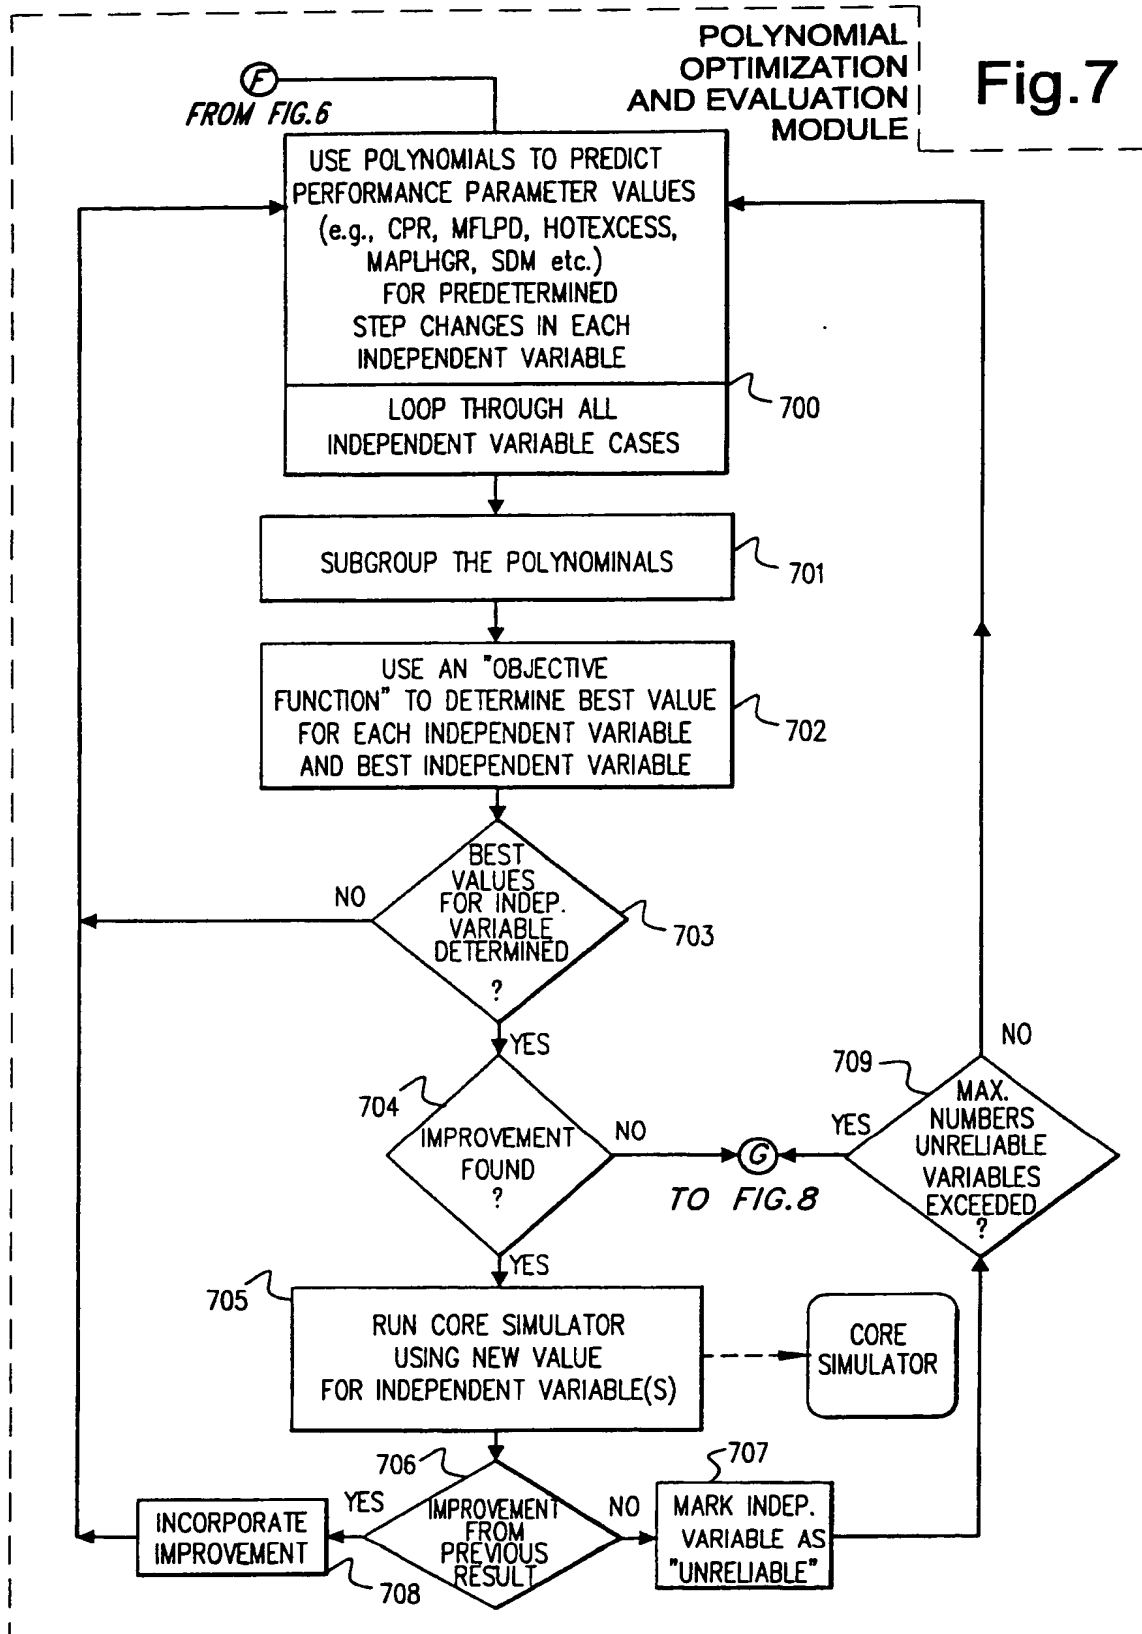 POLYNOMIAL
OPTIMIZATION
AND EVALUATION
MODULE
Fig.7
F
FROM FIG.6
USE POLYNOMIALS TO PREDICT
PERFORMANCE PARAMETER VALUES
(e.g., CPR, MFLPD, HOTEXCESS,
MAPLHGR, SDM etc.)
FOR PREDETERMINED
STEP CHANGES IN EACH
INDEPENDENT VARIABLE
700
LOOP THROUGH ALL
INDEPENDENT VARIABLE CASES
SUBGROUP THE POLYNOMINALS
701
USE AN "OBJECTIVE
FUNCTION" TO DETERMINE BEST VALUE
FOR EACH INDEPENDENT VARIABLE
AND BEST INDEPENDENT VARIABLE
702
BEST
VALUES
FOR INDEP.
VARIABLE
DETERMINED
?
NO
703
YES
704
IMPROVEMENT
FOUND
?
NO
G
TO FIG.8
YES
709
MAX.
NUMBERS
UNRELIABLE
VARIABLES
EXCEEDED
?
NO
YES
705
RUN CORE SIMULATOR
USING NEW VALUE
FOR INDEPENDENT VARIABLE(S)
CORE
SIMULATOR
706
IMPROVEMENT
FROM
PREVIOUS
RESULT
YES
NO
707
MARK INDEP.
VARIABLE AS
"UNRELIABLE"
INCORPORATE
IMPROVEMENT
708